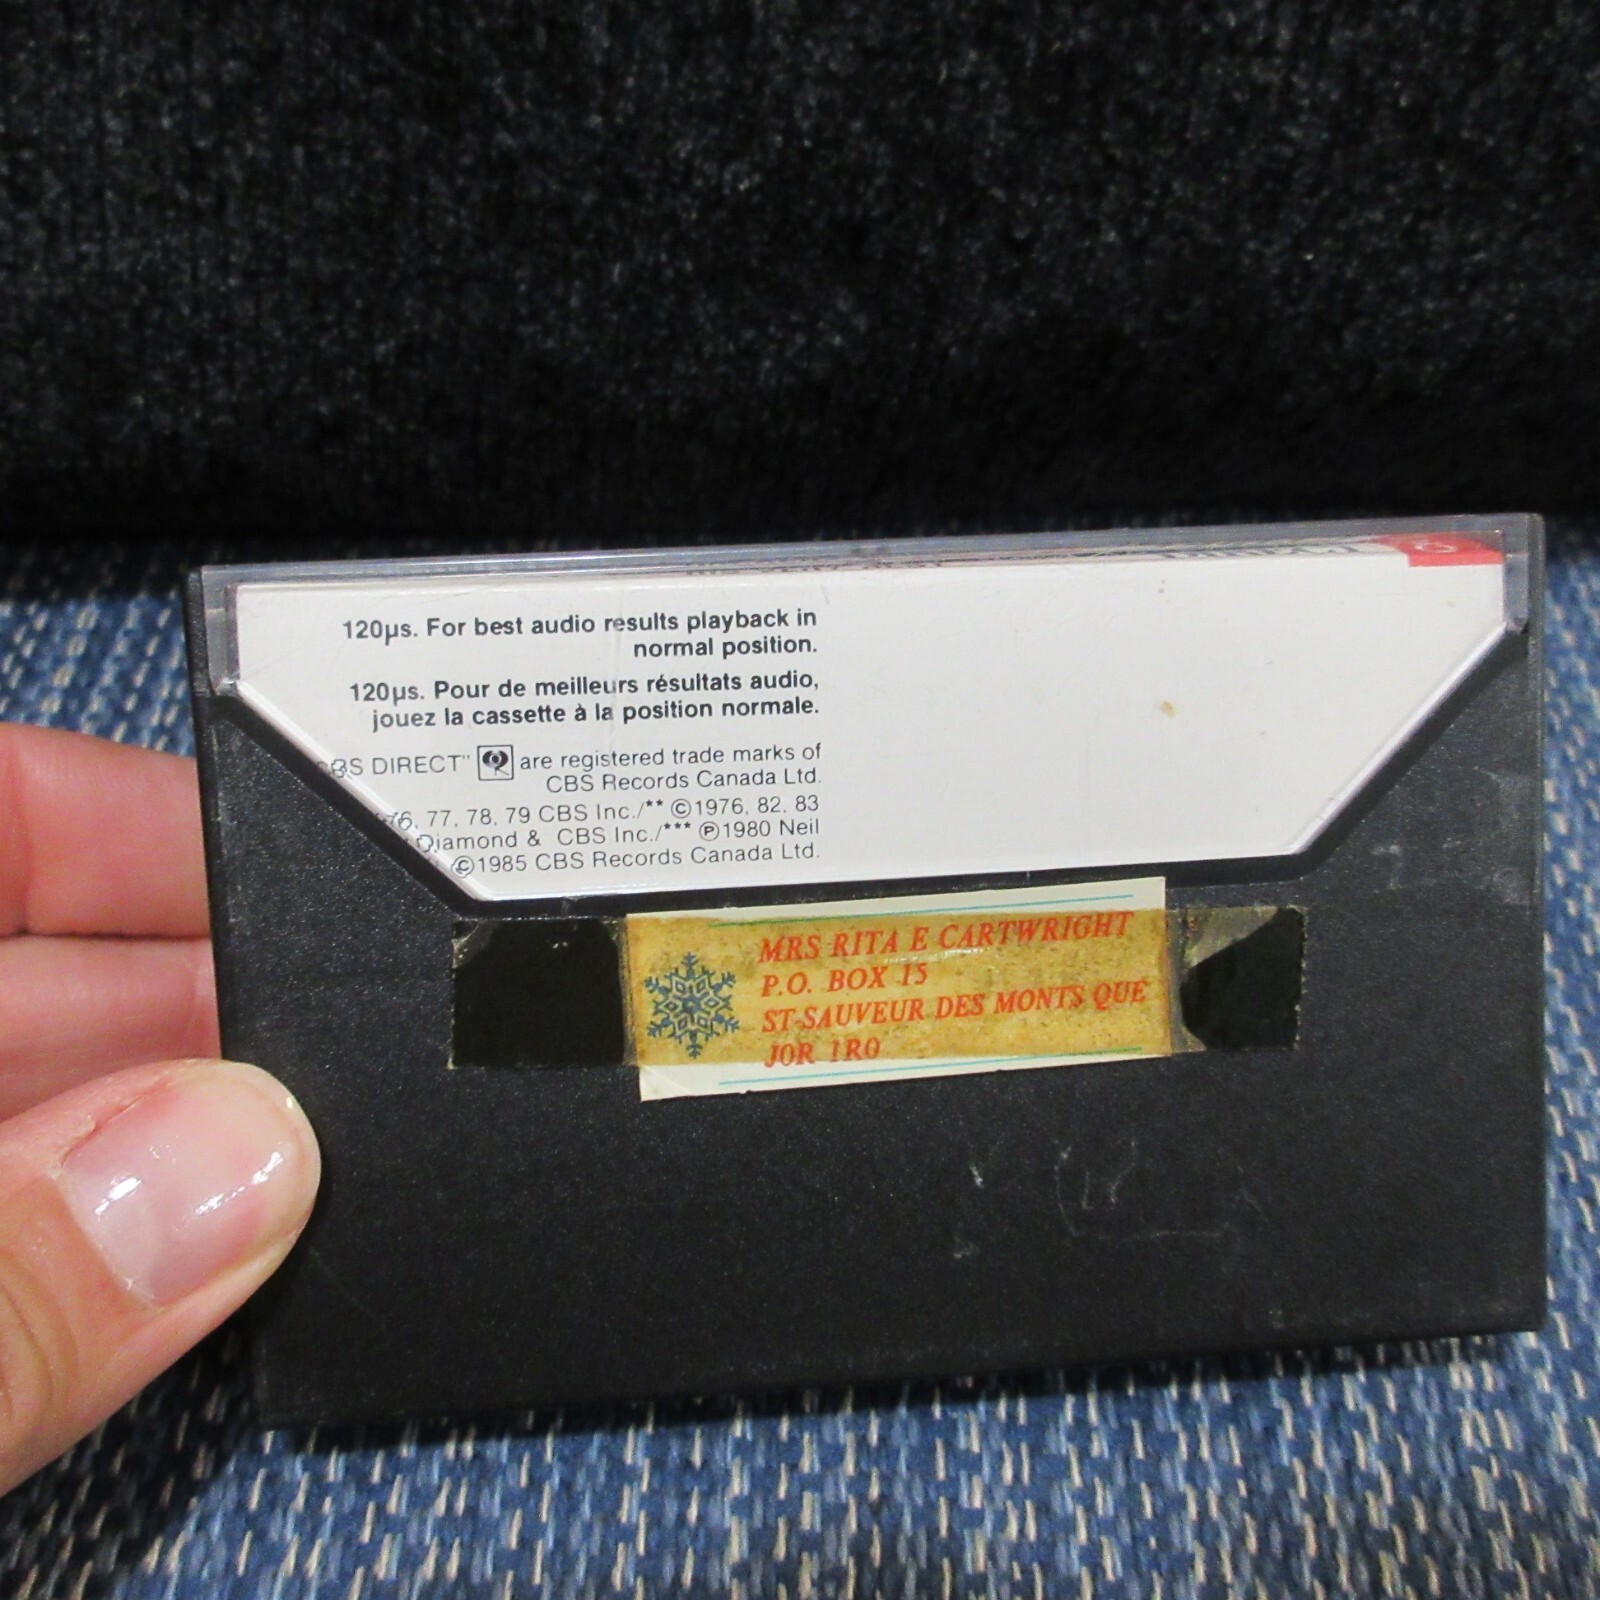 120µs. For best audio results playback in
normal position.
120µs. Pour de meilleurs résultats audio,
jouez la cassette à la position normale.
BS DIRECT" are registered trade marks of
CBS Records Canada Ltd.
76, 77, 78, 79 CBS Inc./** ©1976, 82, 83
Diamond & CBS Inc./*** ℗1980 Neil
©1985 CBS Records Canada Ltd.
MRS RITA E CARTWRIGHT
P.O. BOX 15
ST-SAUVEUR DES MONTS QUE
JOR 1RO